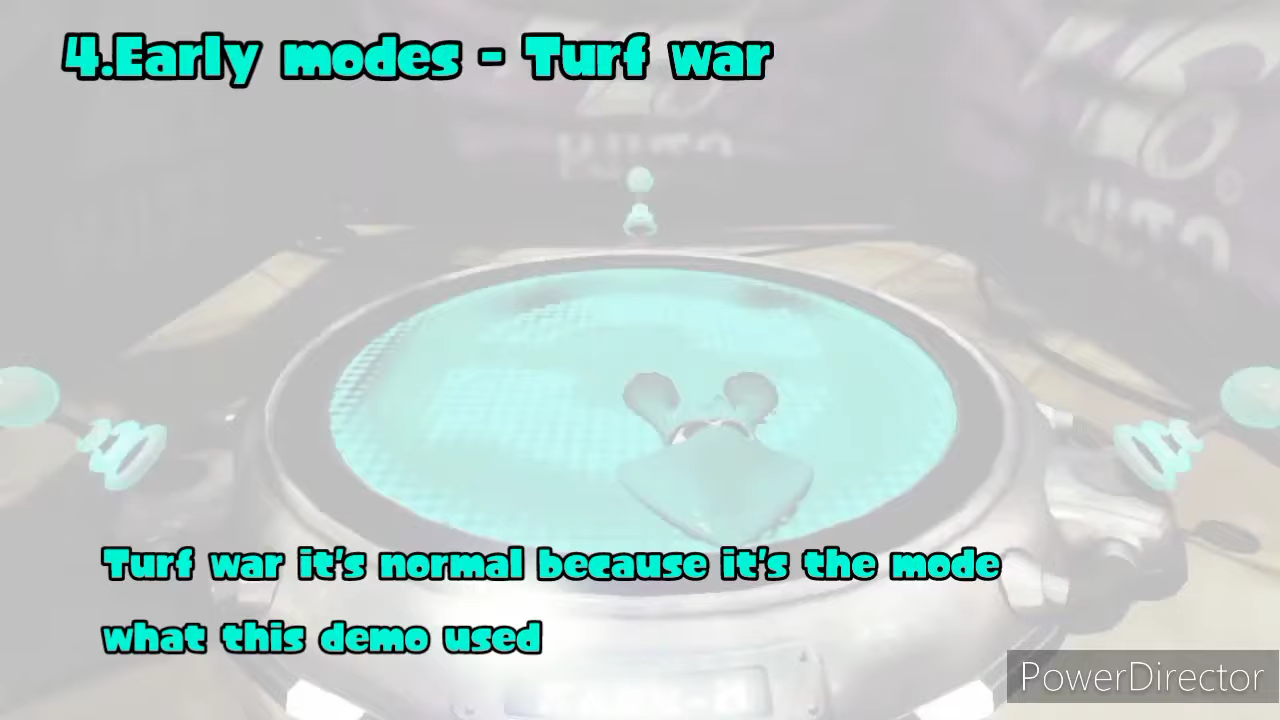 4.Early modes - Turf war
Turf war it's normal because it's the mode
what this demo used
PowerDirector